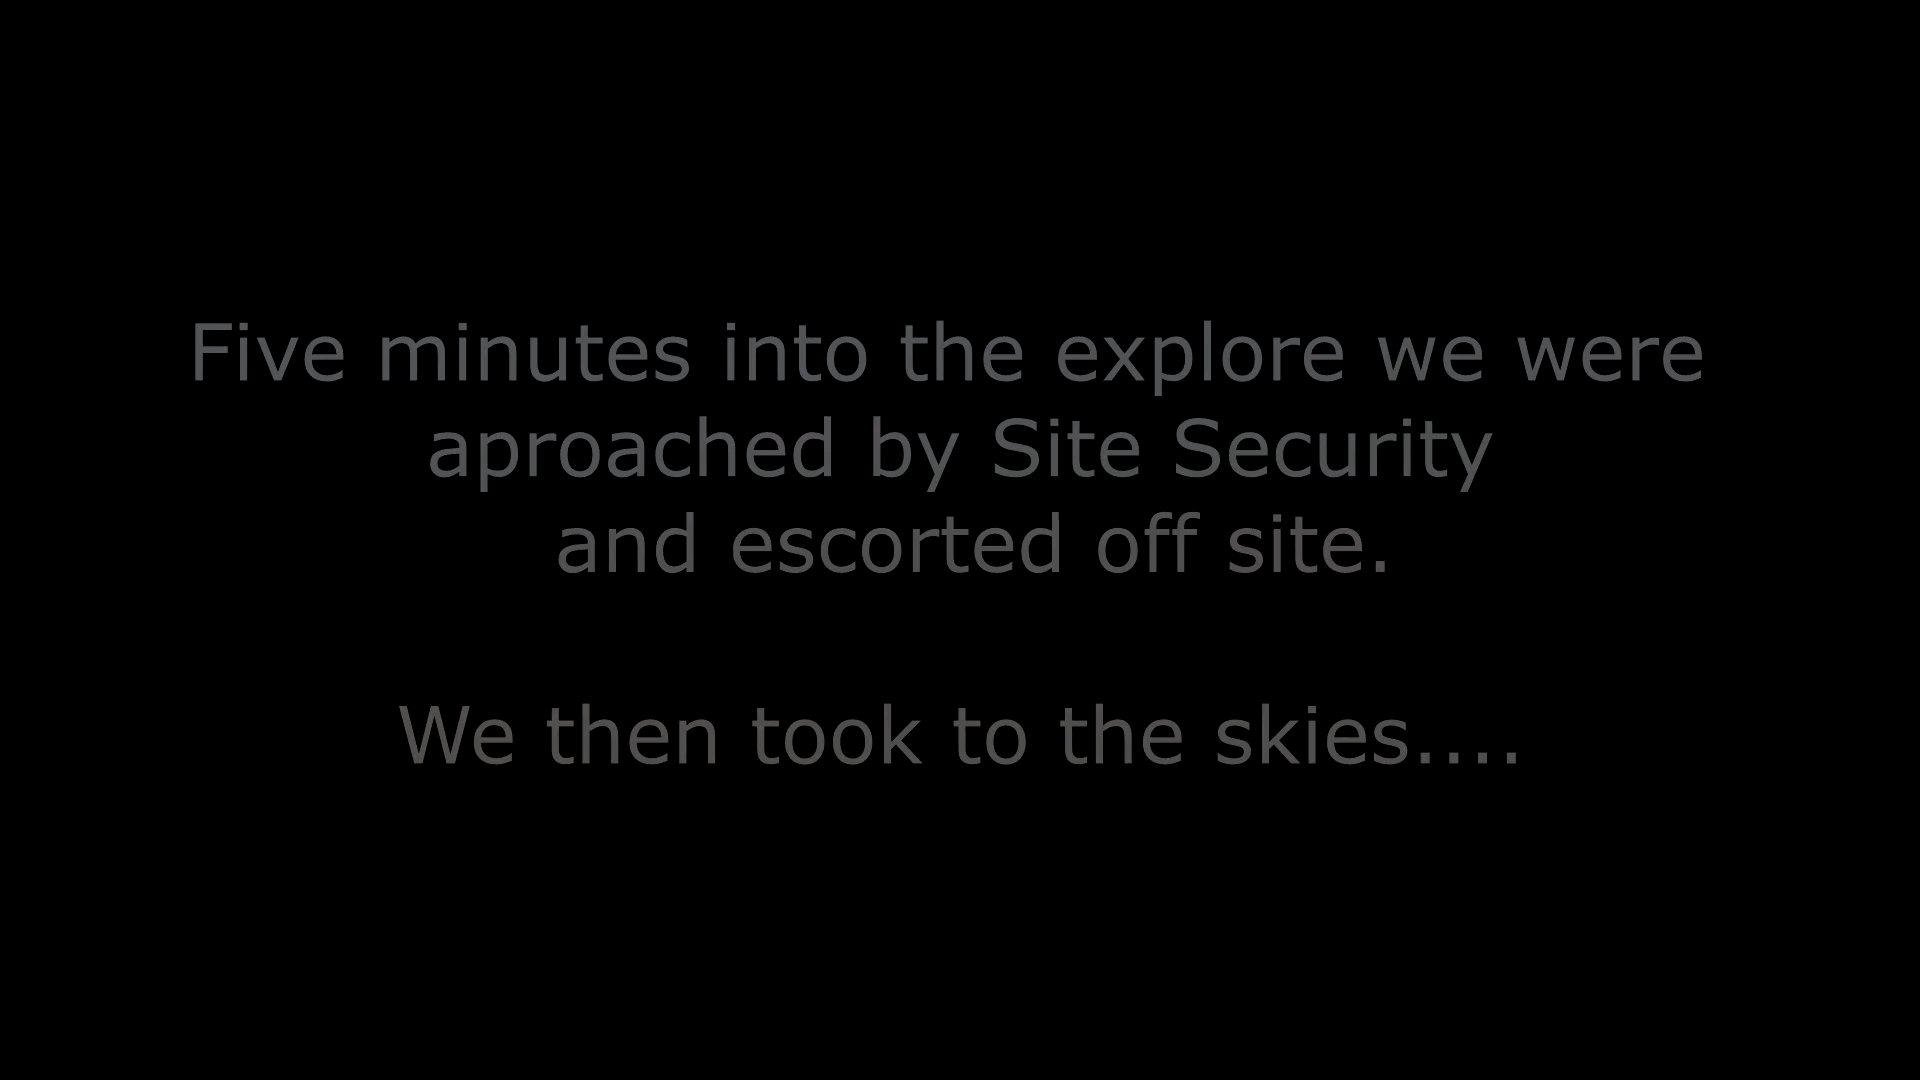 Five minutes into the explore we were
aproached by Site Security
and escorted off site.
We then took to the skies....